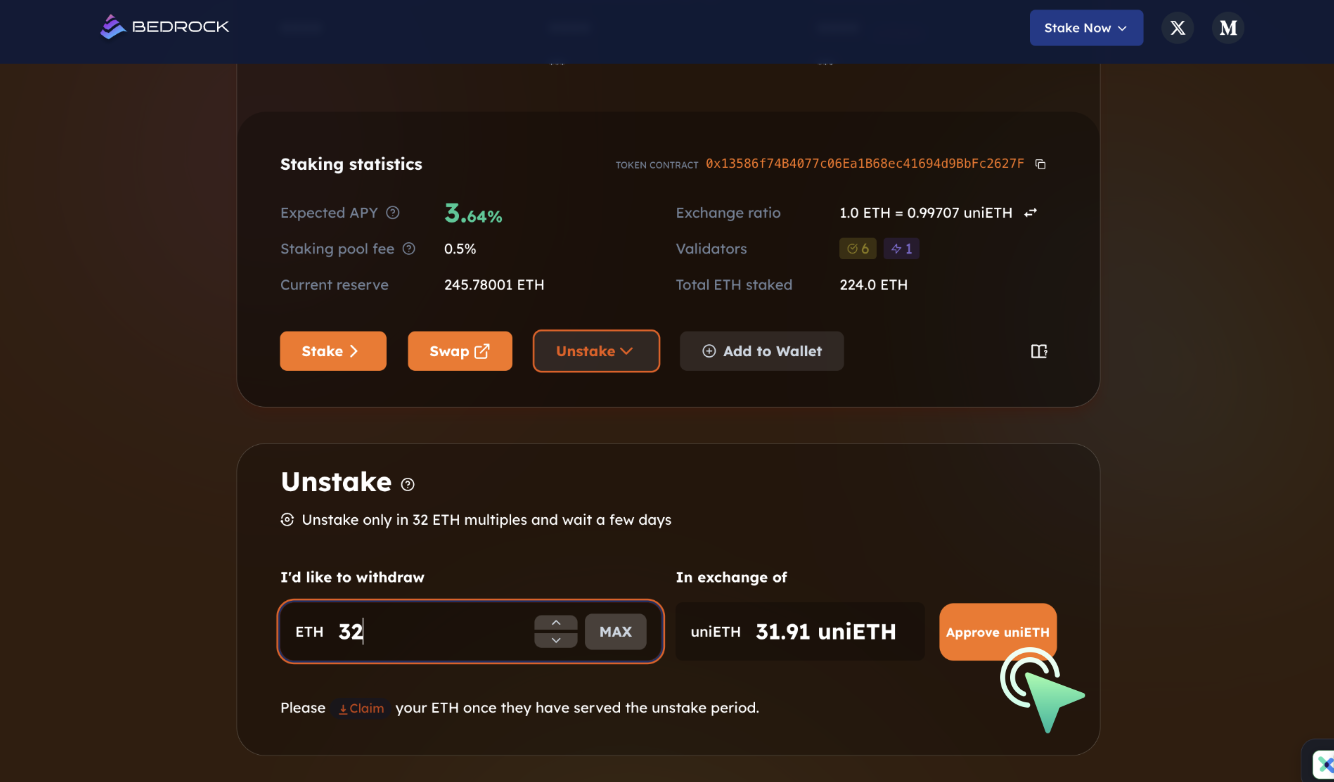 BEDROCK
Stake Now
X
M
Staking statistics
TOKEN CONTRACT 0x13586f74B4077c06Ea1B68ec41694d9BbFc2627F
Expected APY ? 3.64%
Exchange ratio 1.0 ETH = 0.99707 uniETH
Staking pool fee ? 0.5%
Validators 6 1
Current reserve 245.78001 ETH
Total ETH staked 224.0 ETH
Stake Swap Unstake Add to Wallet
Unstake ?
Unstake only in 32 ETH multiples and wait a few days
I'd like to withdraw
In exchange of
ETH 32 MAX
uniETH 31.91 uniETH
Approve uniETH
Please Claim your ETH once they have served the unstake period.